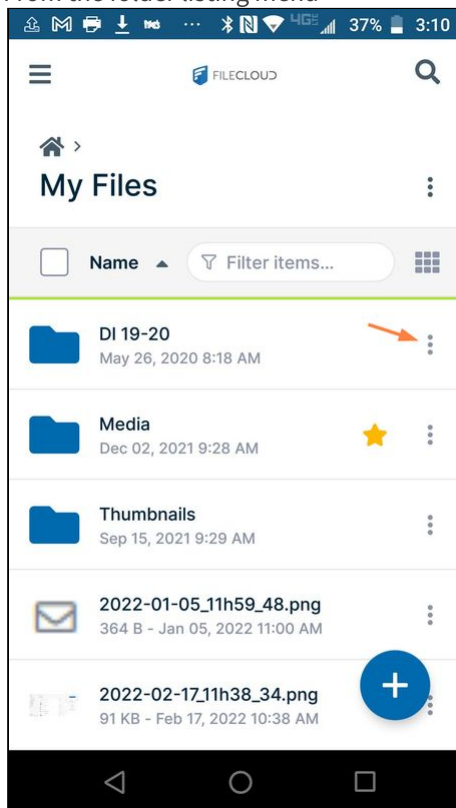 From the folder listing menu
4GE 37% 3:10
FILECLOUD
My Files
Name Filter items...
DI 19-20
May 26, 2020 8:18 AM
Media
Dec 02, 2021 9:28 AM
Thumbnails
Sep 15, 2021 9:29 AM
2022-01-05_11h59_48.png
364 B - Jan 05, 2022 11:00 AM
2022-02-17_11h38_34.png
91 KB - Feb 17, 2022 10:38 AM